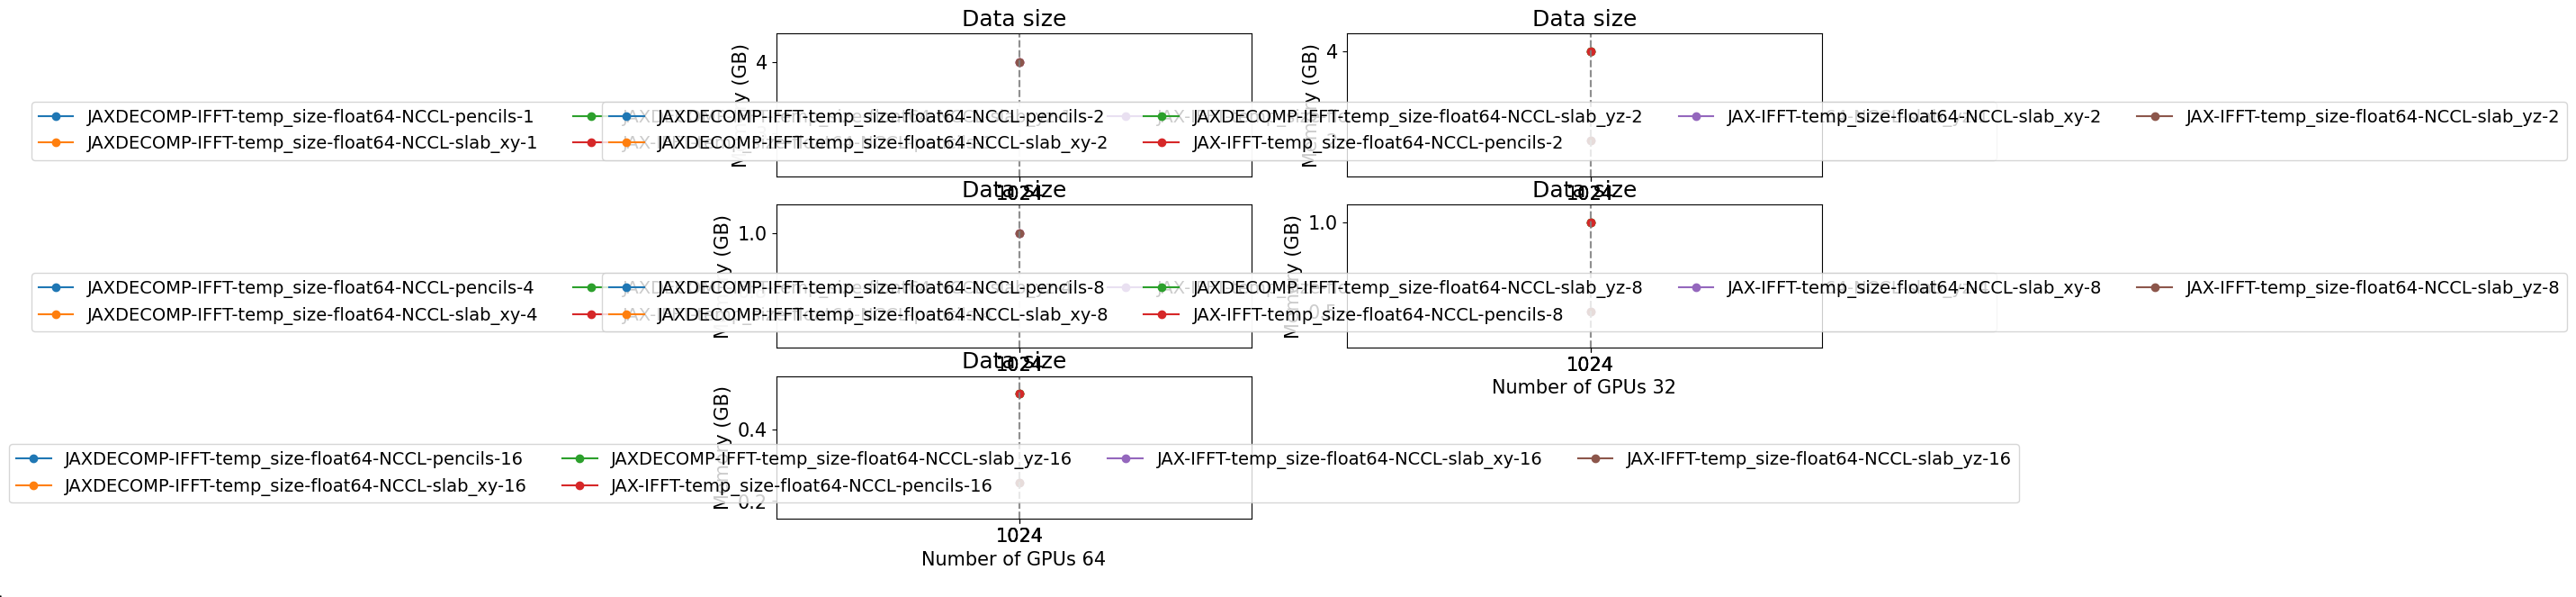 Data size
Data size
Memory (GB)
4
Memory (GB)
4
JAXDECOMP-IFFT-temp_size-float64-NCCL-pencils-1
JAXDECOMP-IFFT-temp_size-float64-NCCL-slab_xy-1
JAXDECOMP-IFFT-temp_size-float64-NCCL-pencils-2
JAXDECOMP-IFFT-temp_size-float64-NCCL-slab_yz-2
JAX-IFFT-temp_size-float64-NCCL-slab_xy-2
JAX-IFFT-temp_size-float64-NCCL-slab_yz-2
JAXDECOMP-IFFT-temp_size-float64-NCCL-slab_xy-2
JAX-IFFT-temp_size-float64-NCCL-pencils-2
1024
1024
Data size
Data size
Memory (GB)
1.0
Memory (GB)
1.0
JAXDECOMP-IFFT-temp_size-float64-NCCL-pencils-4
JAXDECOMP-IFFT-temp_size-float64-NCCL-slab_xy-4
JAXDECOMP-IFFT-temp_size-float64-NCCL-pencils-8
JAXDECOMP-IFFT-temp_size-float64-NCCL-slab_yz-8
JAX-IFFT-temp_size-float64-NCCL-slab_xy-8
JAX-IFFT-temp_size-float64-NCCL-slab_yz-8
JAXDECOMP-IFFT-temp_size-float64-NCCL-slab_xy-8
JAX-IFFT-temp_size-float64-NCCL-pencils-8
1024
1024
Number of GPUs 32
Data size
Memory (GB)
0.4
0.2
JAXDECOMP-IFFT-temp_size-float64-NCCL-pencils-16
JAXDECOMP-IFFT-temp_size-float64-NCCL-slab_yz-16
JAX-IFFT-temp_size-float64-NCCL-slab_xy-16
JAX-IFFT-temp_size-float64-NCCL-slab_yz-16
JAXDECOMP-IFFT-temp_size-float64-NCCL-slab_xy-16
JAX-IFFT-temp_size-float64-NCCL-pencils-16
1024
Number of GPUs 64